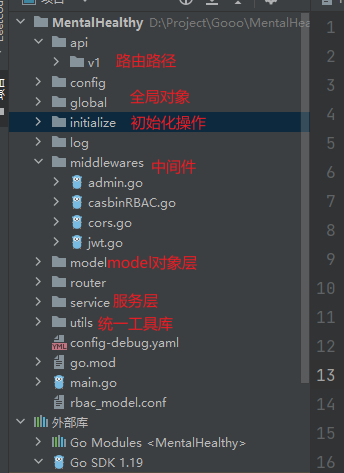 MentalHealthy D:\Project\Gooo\MentalHea
api
v1 路由路径
config
global 全局对象
initialize 初始化操作
log
middlewares 中间件
admin.go
casbinRBAC.go
cors.go
jwt.go
model model对象层
router
service 服务层
utils 统一工具库
config-debug.yaml
go.mod
main.go
rbac_model.conf
外部库
Go Modules <MentalHealthy>
Go SDK 1.19
1
2
3
4
5
6
7
8
9
10
11
12
13
14
15
16